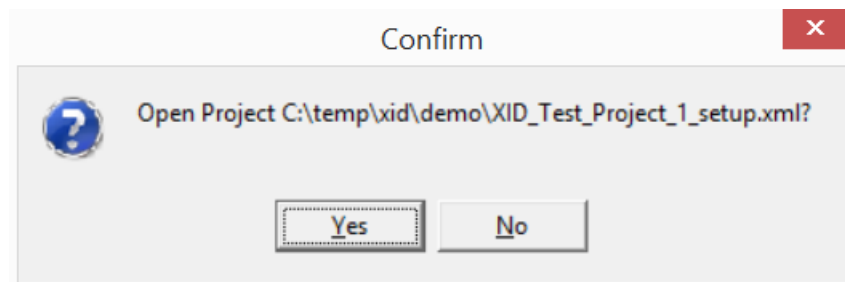 Confirm
Open Project C:\temp\xid\demo\XID_Test_Project_1_setup.xml?
Yes
No